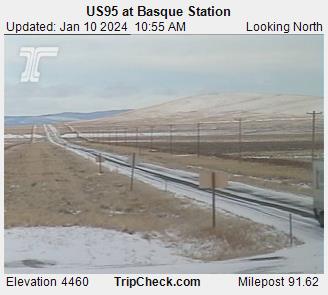 US95 at Basque Station
Updated: Jan 10 2024 10:55 AM Looking North
Elevation 4460 TripCheck.com Milepost 91.62